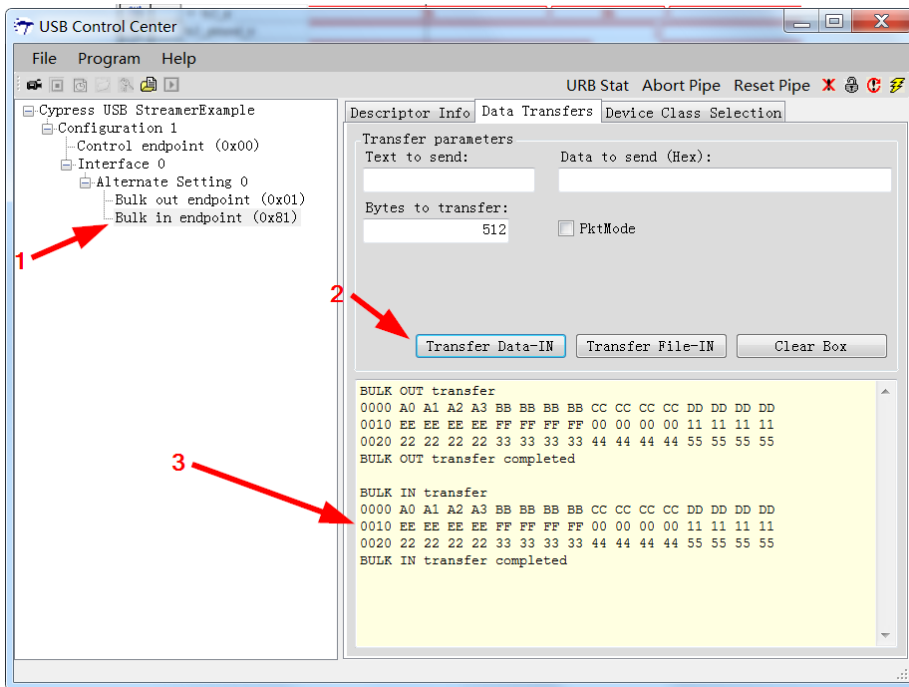 USB Control Center
File Program Help
URB Stat Abort Pipe Reset Pipe
Cypress USB StreamerExample
Configuration 1
Control endpoint (0x00)
Interface 0
Alternate Setting 0
Bulk out endpoint (0x01)
Bulk in endpoint (0x81)
1
Descriptor Info Data Transfers Device Class Selection
Transfer parameters
Text to send: Data to send (Hex):
Bytes to transfer:
512 PktMode
2
Transfer Data-IN Transfer File-IN Clear Box
BULK OUT transfer
0000 A0 A1 A2 A3 BB BB BB BB CC CC CC CC DD DD DD DD
0010 EE EE EE EE FF FF FF FF 00 00 00 00 11 11 11 11
0020 22 22 22 22 33 33 33 33 44 44 44 44 55 55 55 55
BULK OUT transfer completed
3
BULK IN transfer
0000 A0 A1 A2 A3 BB BB BB BB CC CC CC CC DD DD DD DD
0010 EE EE EE EE FF FF FF FF 00 00 00 00 11 11 11 11
0020 22 22 22 22 33 33 33 33 44 44 44 44 55 55 55 55
BULK IN transfer completed